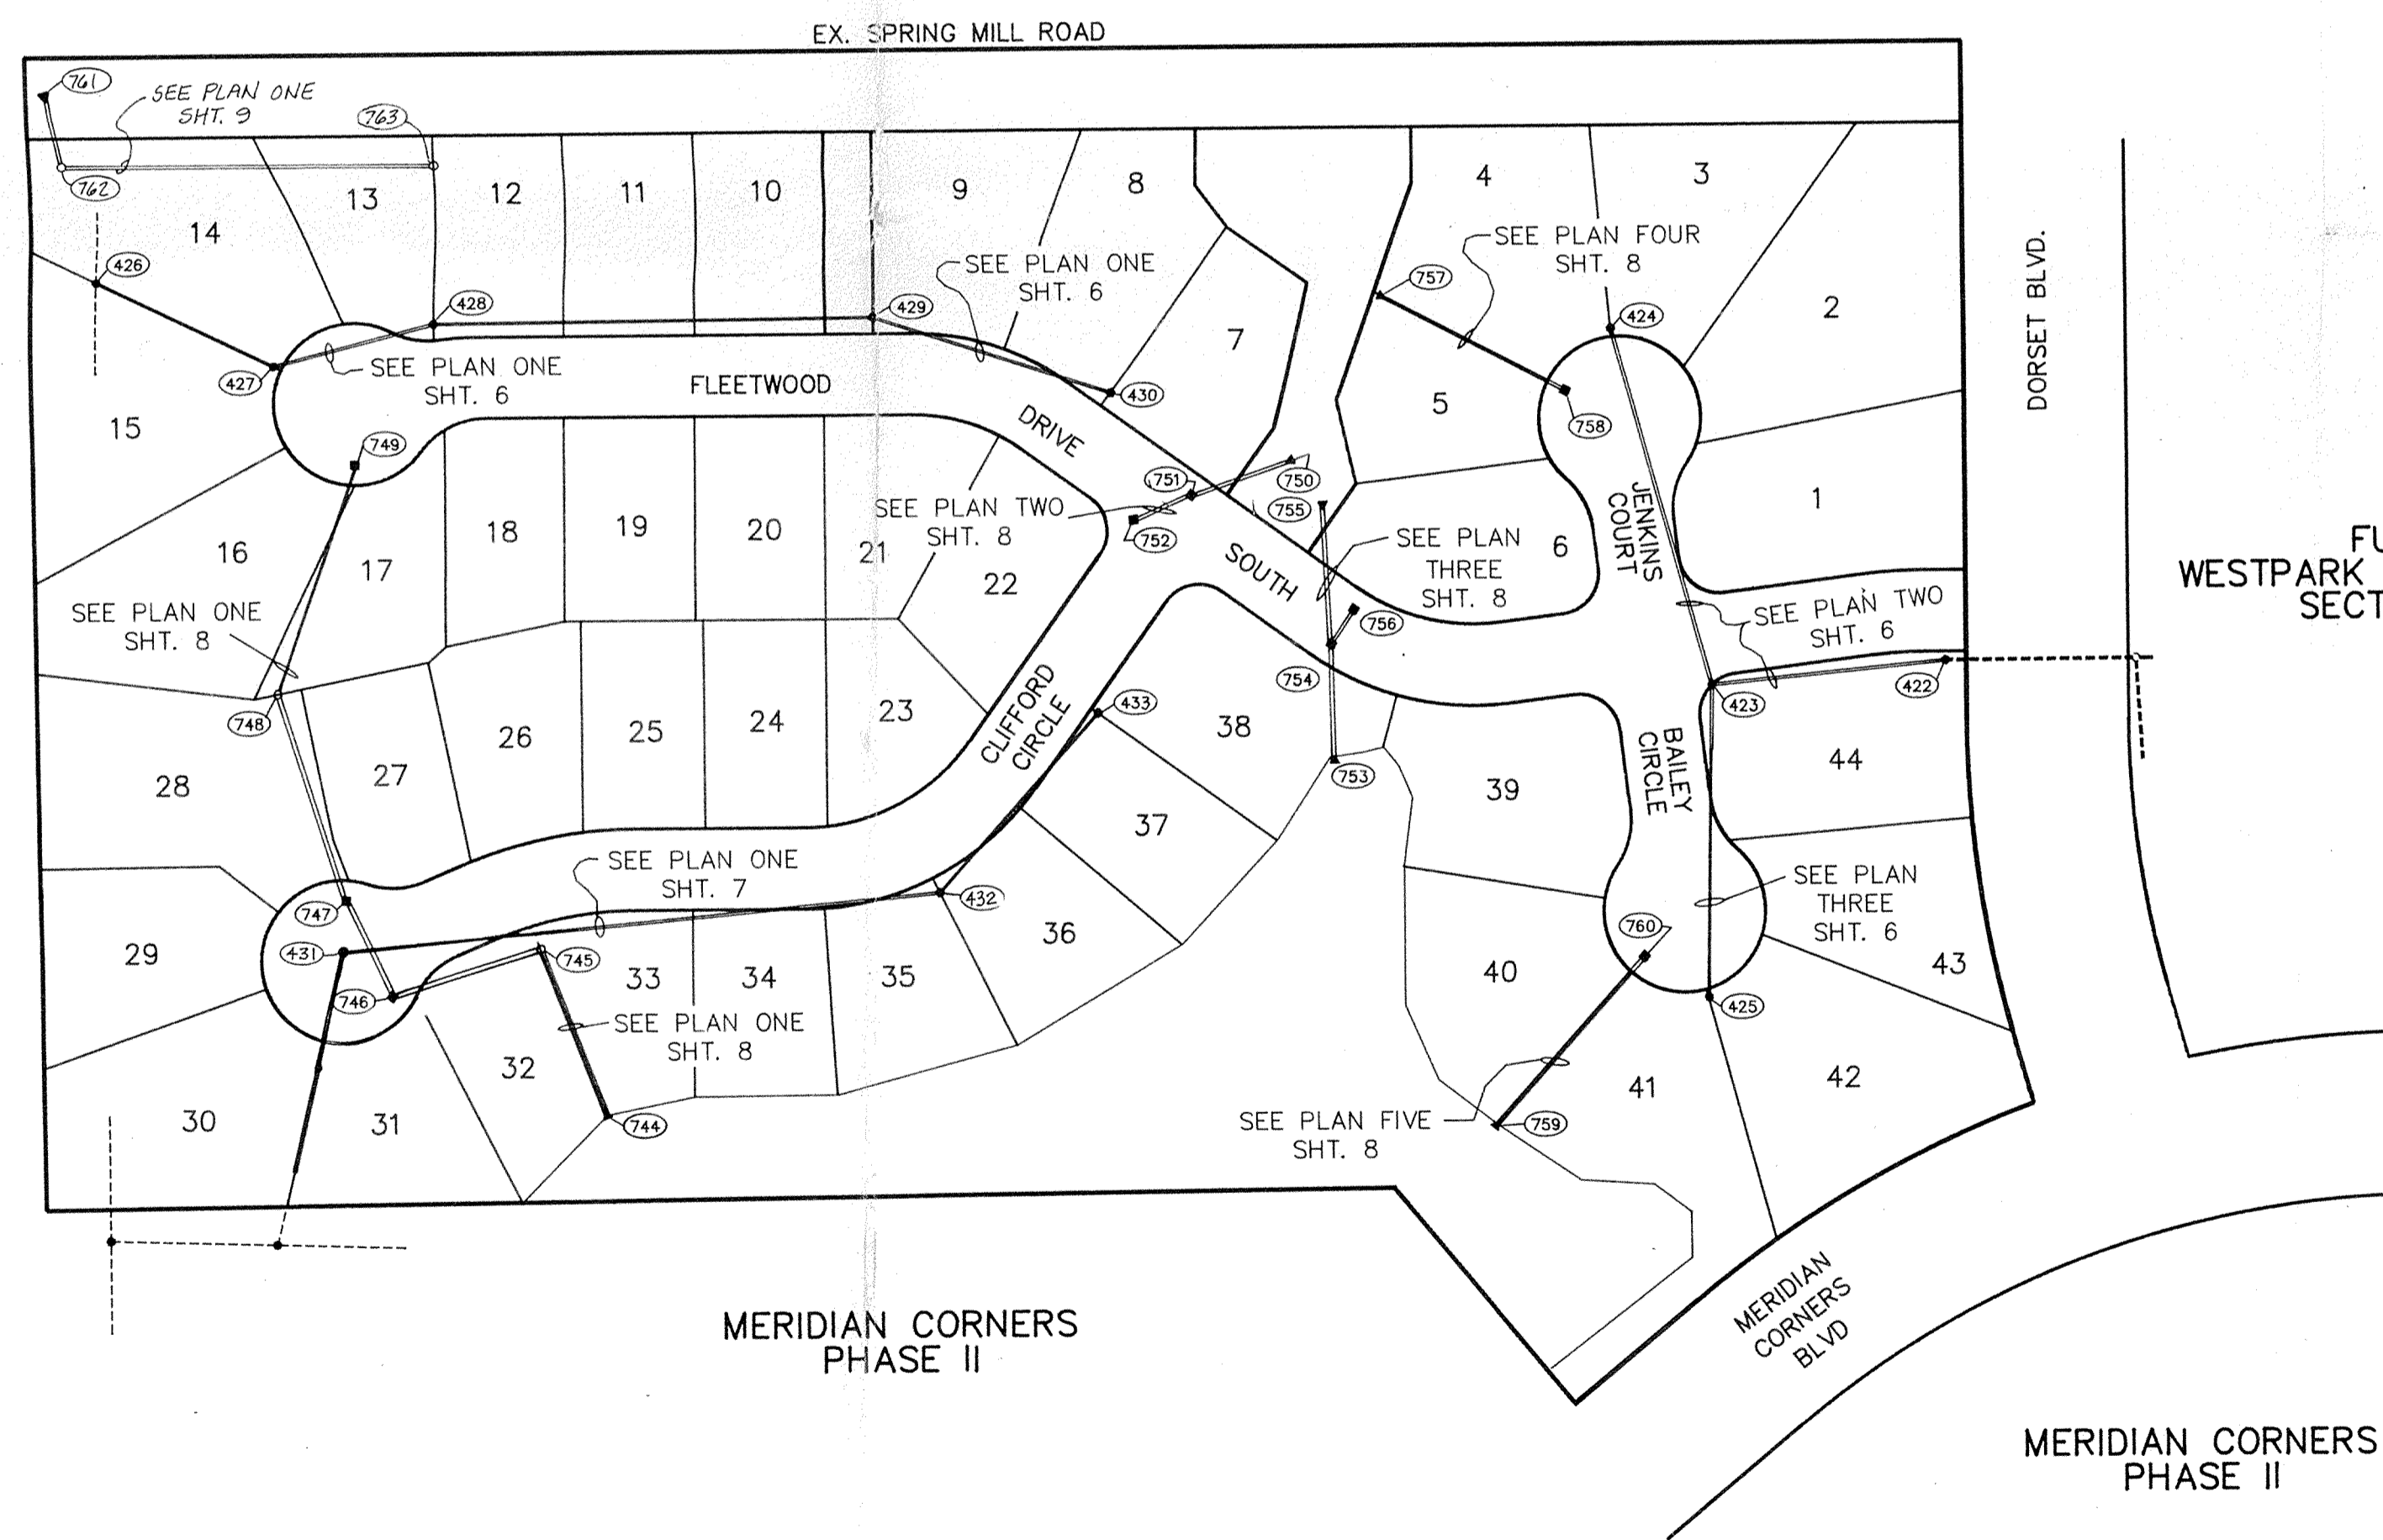 EX. SPRING MILL ROAD
761
SEE PLAN ONE
SHT. 9
763
762
14
13
12
11
10
9
8
4
3
426
428
429
SEE PLAN ONE
SHT. 6
757
SEE PLAN FOUR
SHT. 8
424
2
7
427
SEE PLAN ONE
SHT. 6
FLEETWOOD
DRIVE
SOUTH
430
5
758
DORSET BLVD.
15
749
751
750
755
752
SEE PLAN TWO
SHT. 8
SEE PLAN
THREE
SHT. 8
6
JENKINS
COURT
1
FU
WESTPARK
SECT
16
17
18
19
20
21
22
SEE PLAN ONE
SHT. 8
756
754
SEE PLAN TWO
SHT. 6
748
433
38
753
423
422
28
27
26
25
24
23
CLIFFORD
CIRCLE
37
39
BAILEY
CIRCLE
44
SEE PLAN ONE
SHT. 7
747
432
SEE PLAN
THREE
SHT. 6
29
431
746
745
33
34
35
36
40
760
43
425
SEE PLAN ONE
SHT. 8
30
31
32
744
SEE PLAN FIVE
SHT. 8
759
41
42
MERIDIAN CORNERS
PHASE II
MERIDIAN
CORNERS
BLVD
MERIDIAN CORNERS
PHASE II